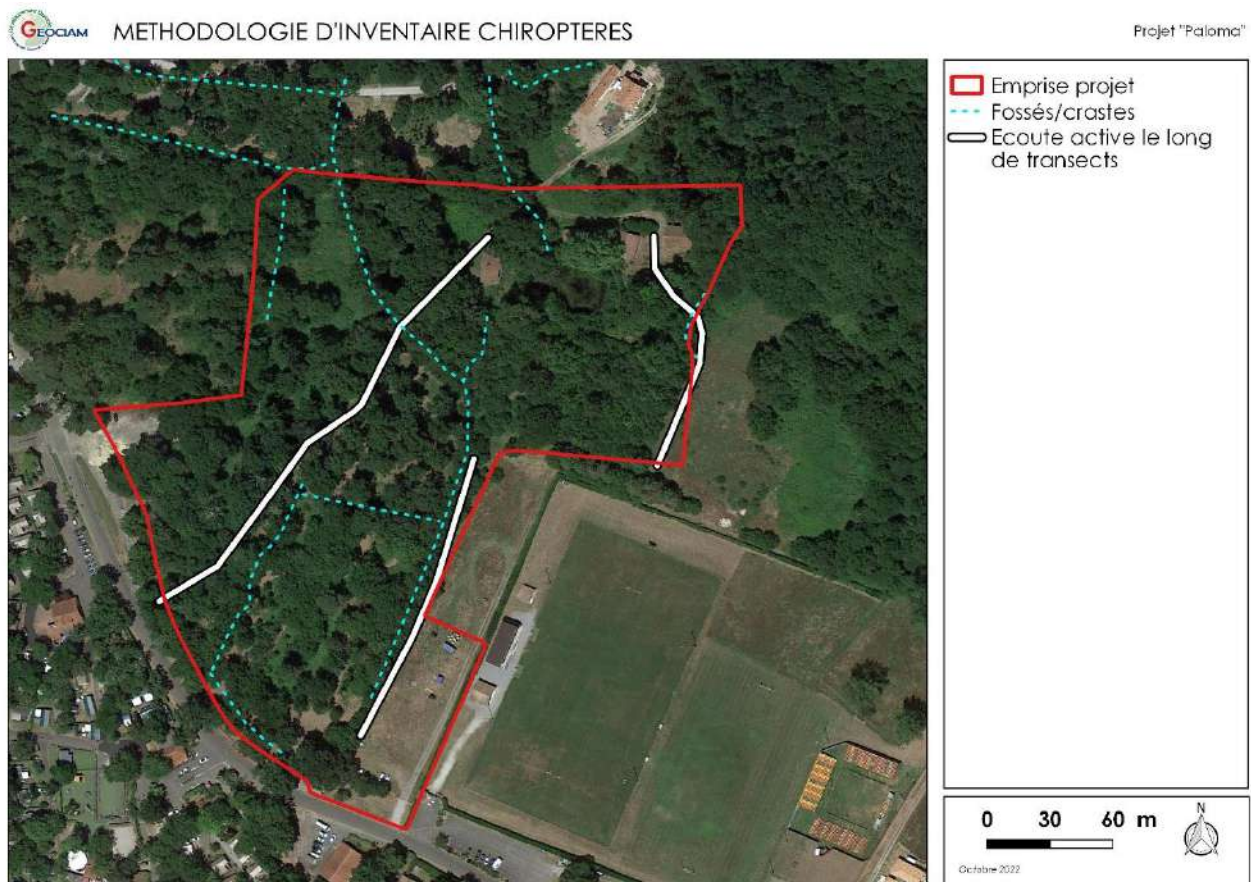 GEOCIAM
METHODOLOGIE D'INVENTAIRE CHIROPTERES
Projet "Paloma"
Emprise projet
Fossés/crastes
Ecoute active le long
de transects
0 30 60 m
N
Octobre 2022